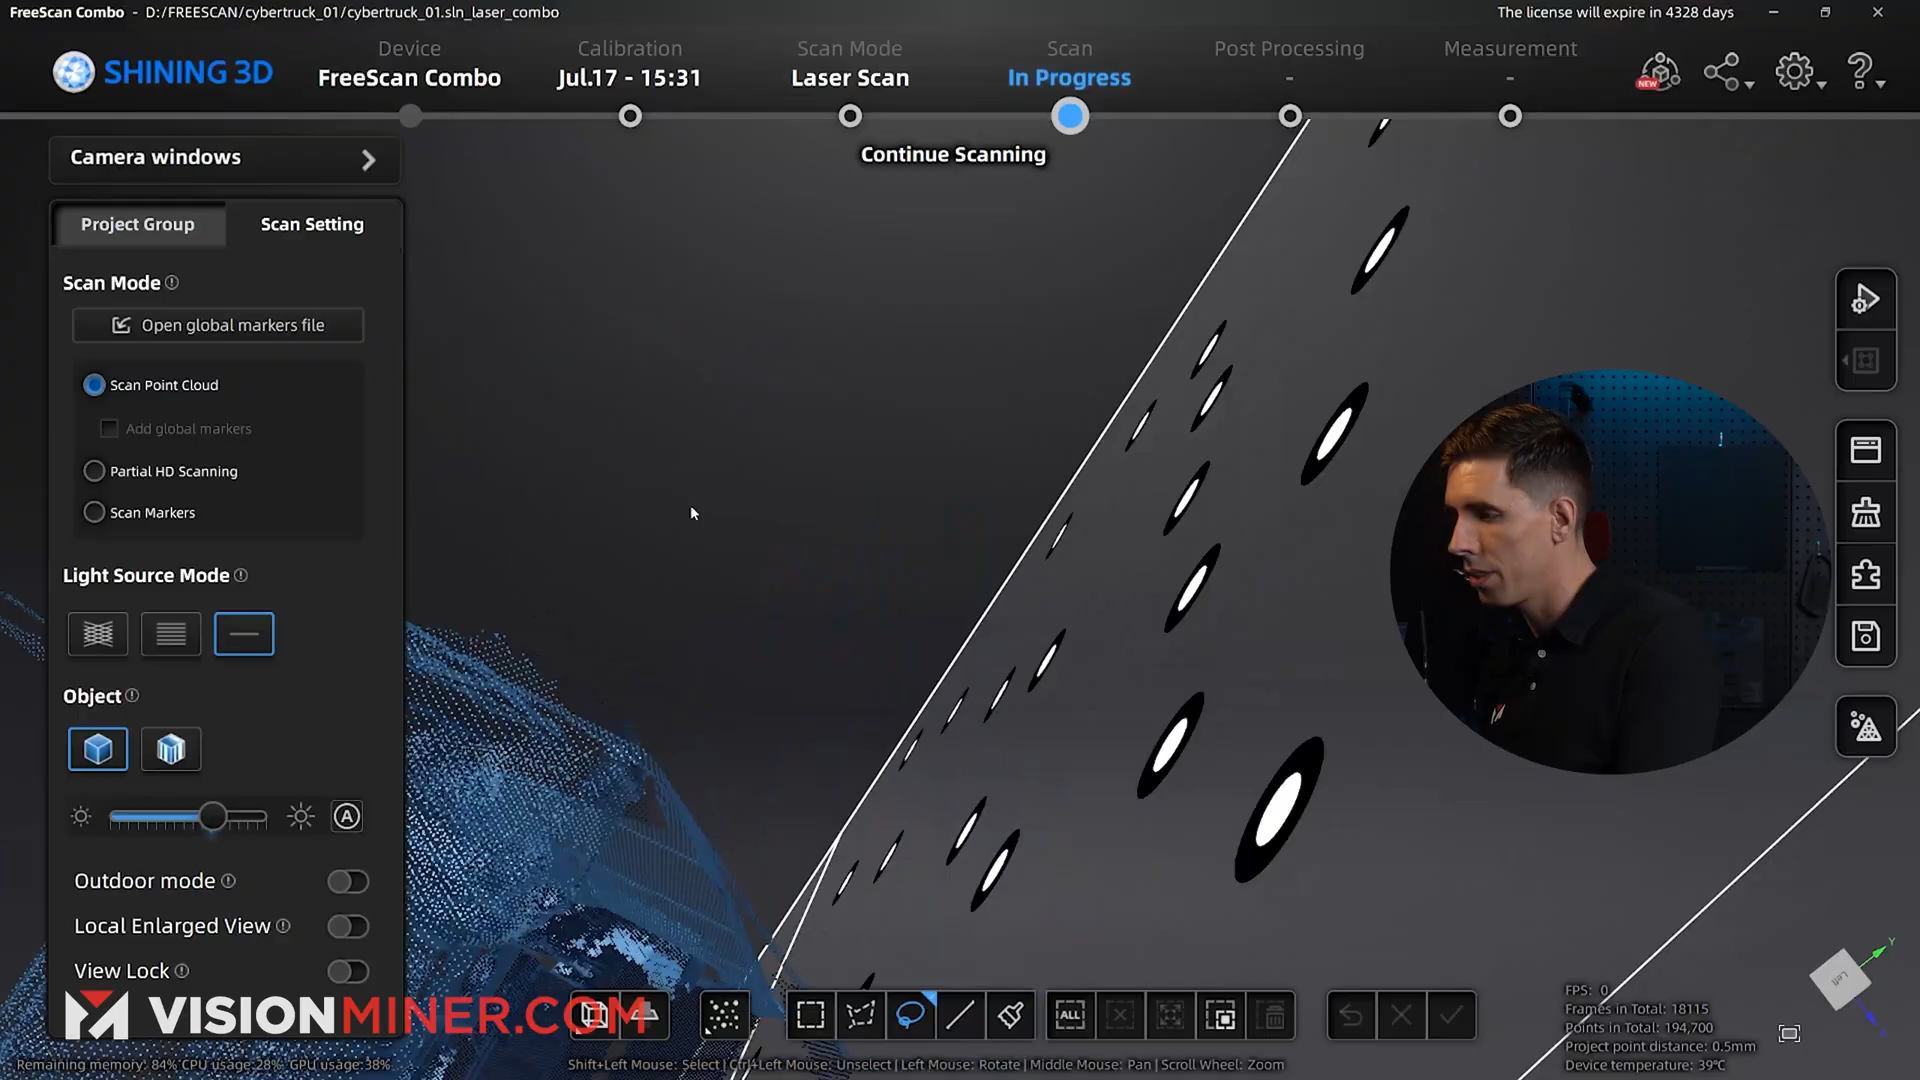 FreeScan Combo - D:/FREESCAN/cybertruck_01/cybertruck_01.sln_laser_combo
The license will expire in 4328 days
SHINING 3D
Device
FreeScan Combo
Calibration
Jul.17 - 15:31
Scan Mode
Laser Scan
Scan
In Progress
Post Processing
-
Measurement
-
NEW
Camera windows
Continue Scanning
Project Group
Scan Setting
Scan Mode
Open global markers file
Scan Point Cloud
Add global markers
Partial HD Scanning
Scan Markers
Light Source Mode
Object
A
Outdoor mode
Local Enlarged View
View Lock
VISIONMINER.COM
ALL
Left
Y
FPS: 0
Frames in Total: 18115
Points in Total: 194,700
Project point distance: 0.5mm
Device temperature: 39℃
Remaining memory: 84% CPU usage:28% GPU usage:38%
Shift+Left Mouse: Select | Ctrl+Left Mouse: Unselect | Left Mouse: Rotate | Middle Mouse: Pan | Scroll Wheel: Zoom